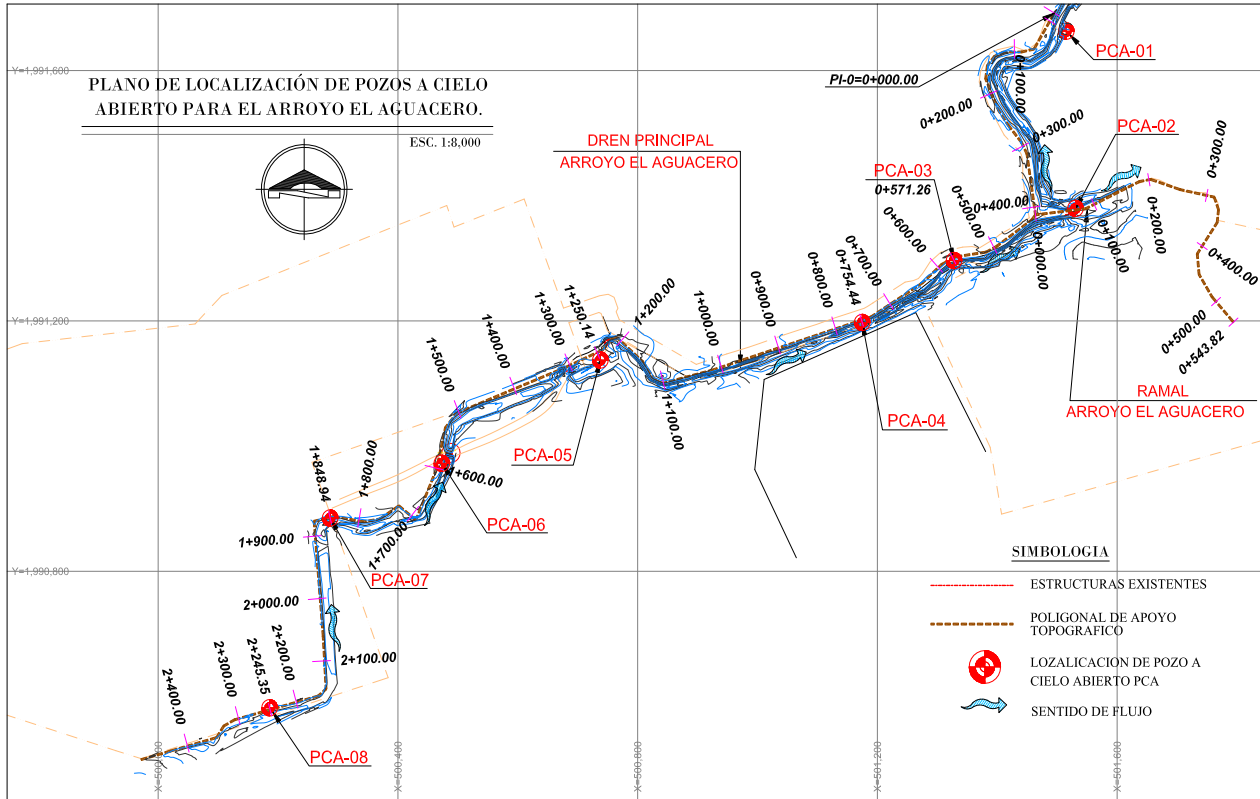 PLANO DE LOCALIZACIÓN DE POZOS A CIELO
ABIERTO PARA EL ARROYO EL AGUACERO.
ESC. 1:8,000
Y=1,991,600
Y=1,991,200
Y=1,990,800
X=500,400
X=500,800
X=501,200
X=501,600
PI-0=0+000.00
PCA-01
0+100.00
0+200.00
0+300.00
PCA-02
DREN PRINCIPAL
ARROYO EL AGUACERO
PCA-03
0+571.26
0+400.00
0+500.00
0+600.00
0+000.00
0+100.00
0+200.00
0+300.00
0+400.00
0+500.00
0+543.82
RAMAL
ARROYO EL AGUACERO
0+700.00
0+754.44
0+800.00
0+900.00
1+000.00
PCA-04
1+100.00
1+200.00
1+250.14
1+300.00
1+400.00
1+500.00
PCA-05
1+600.00
PCA-06
1+700.00
1+800.00
1+848.94
PCA-07
1+900.00
2+000.00
2+100.00
2+200.00
2+245.35
2+300.00
2+400.00
PCA-08
SIMBOLOGIA
ESTRUCTURAS EXISTENTES
POLIGONAL DE APOYO
TOPOGRAFICO
LOZALICACION DE POZO A
CIELO ABIERTO PCA
SENTIDO DE FLUJO